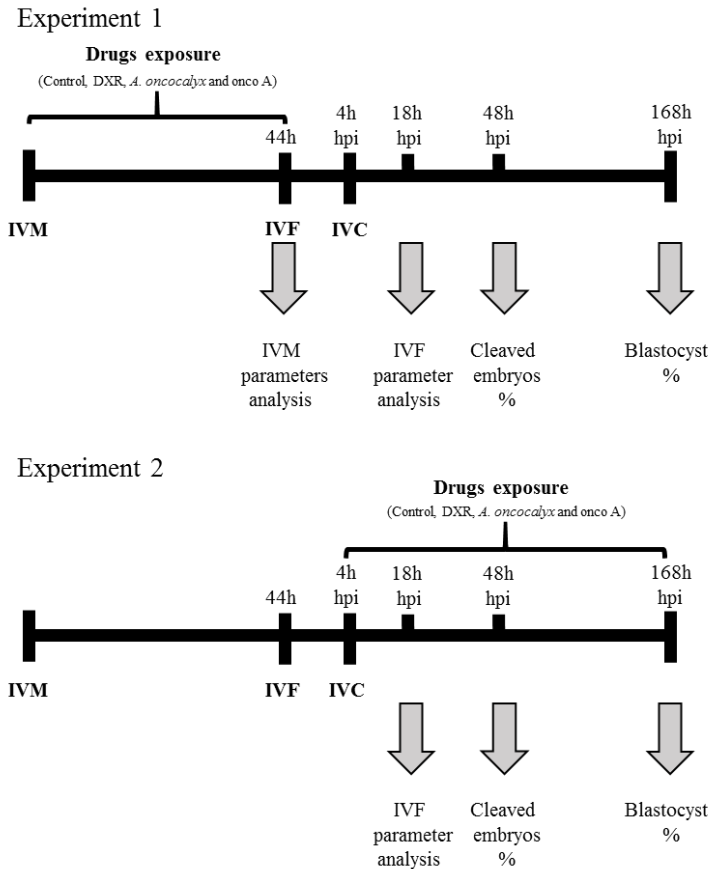 Experiment 1
Drugs exposure
(Control, DXR, A. oncocalyx and onco A)
44h
4h
hpi
18h
hpi
48h
hpi
168h
hpi
IVM
IVF
IVC
IVM
parameters
analysis
IVF
parameter
analysis
Cleaved
embryos
%
Blastocyst
%
Experiment 2
Drugs exposure
(Control, DXR, A. oncocalyx and onco A)
44h
4h
hpi
18h
hpi
48h
hpi
168h
hpi
IVM
IVF
IVC
IVF
parameter
analysis
Cleaved
embryos
%
Blastocyst
%